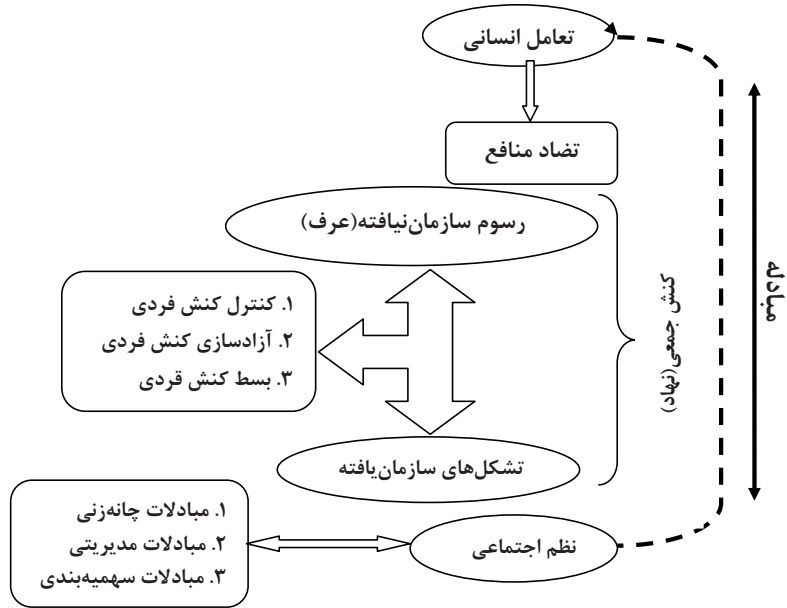 تعامل انسانی
تضاد منافع
رسوم سازمان‌نیافته(عرف)
۱. کنترل کنش فردی
۲. آزادسازی کنش فردی
۳. بسط کنش قردی
کنش جمعی(نهاد)
مبادله
تشکل‌های سازمان‌یافته
۱. مبادلات چانه‌زنی
۲. مبادلات مدیریتی
۳. مبادلات سهمیه‌بندی
نظم اجتماعی